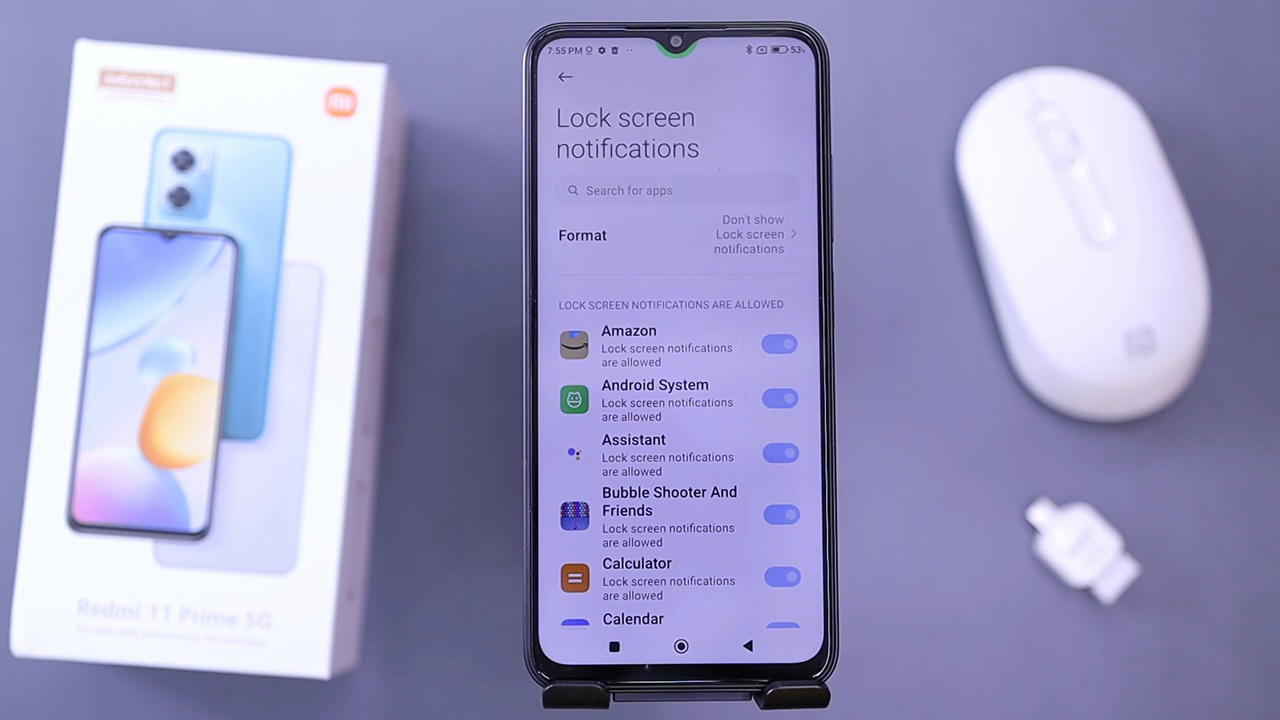 Redmi 11 Prime 5G
7:55 PM
53%
Lock screen
notifications
Search for apps
Format
Don't show
Lock screen
notifications
LOCK SCREEN NOTIFICATIONS ARE ALLOWED
Amazon
Lock screen notifications
are allowed
Android System
Lock screen notifications
are allowed
Assistant
Lock screen notifications
are allowed
Bubble Shooter And
Friends
Lock screen notifications
are allowed
Calculator
Lock screen notifications
are allowed
Calendar